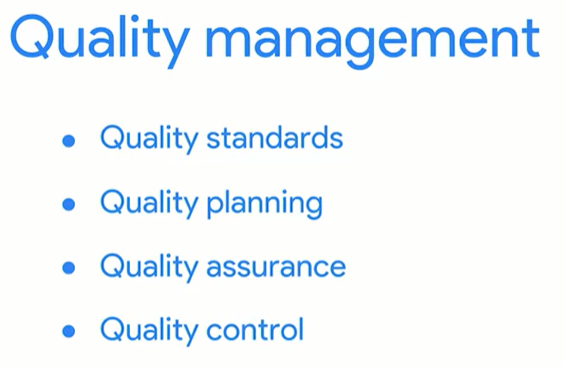 Quality management
• Quality standards
• Quality planning
• Quality assurance
• Quality control